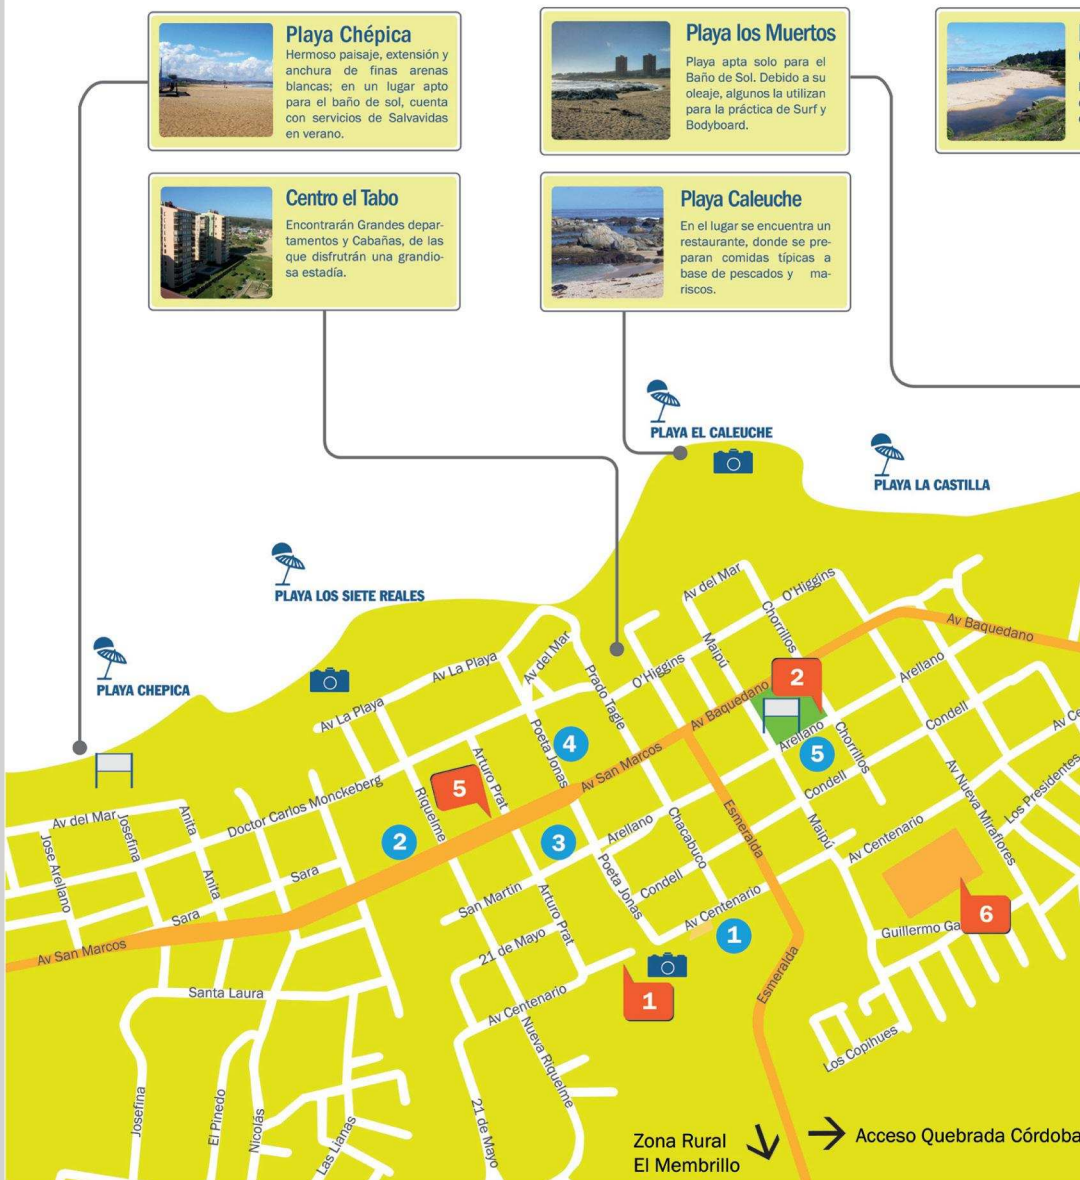 Playa Chépica
Hermoso paisaje, extensión y
anchura de finas arenas
blancas; en un lugar apto
para el baño de sol, cuenta
con servicios de Salvavidas
en verano.
Playa los Muertos
Playa apta solo para el
Baño de Sol. Debido a su
oleaje, algunos la utilizan
para la práctica de Surf y
Bodyboard.
Centro el Tabo
Encontrarán Grandes depar-
tamentos y Cabañas, de las
que disfrutrán una grandio-
sa estadía.
Playa Caleuche
En el lugar se encuentra un
restaurante, donde se pre-
paran comidas típicas a
base de pescados y ma-
riscos.
PLAYA EL CALEUCHE
PLAYA LA CASTILLA
PLAYA LOS SIETE REALES
PLAYA CHEPICA
Av del Mar
O'Higgins
Chorrillos
Av Baquedano
Maipú
Av del Mar
Av La Playa
O'Higgins
Arellano
2
Prado Tagle
Av Baquedano
Av La Playa
Condell
Poeta Jonas
4
Arellano
5
Chorrillos
Av Ce
Arturo Prat
Av San Marcos
5
Doctor Carlos Monckeberg
Condell
Av Nueva Miraflores
Los Presidentes
Riquelme
Av del Mar
Josefina
Anita
2
3
Arellano
Chacabuco
Esmeralda
Maipú
Av Centenario
Jose Arellano
Anita
Sara
Poeta Jonas
Condell
San Martin
Arturo Prat
Av Centenario
6
Sara
1
Guillermo Ga
Av San Marcos
21 de Mayo
Esmeralda
Santa Laura
Av Centenario
1
Nueva Riquelme
Los Copihues
Josefina
El Pinedo
Nicolás
Las Lianas
21 de Mayo
Zona Rural
El Membrillo
Acceso Quebrada Córdoba